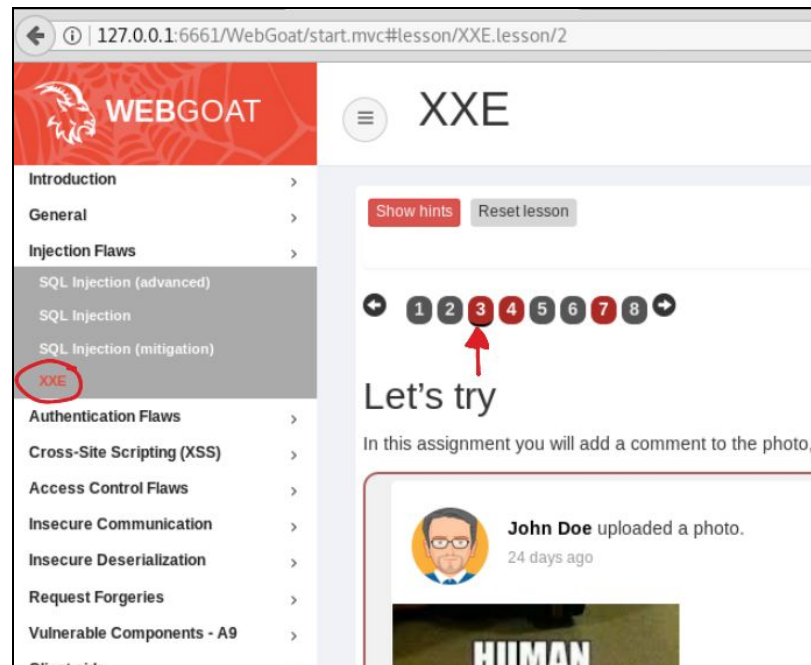 127.0.0.1:6661/WebGoat/start.mvc#lesson/XXE.lesson/2
WEBGOAT
XXE
Introduction
General
Injection Flaws
SQL Injection (advanced)
SQL Injection
SQL Injection (mitigation)
XXE
Authentication Flaws
Cross-Site Scripting (XSS)
Access Control Flaws
Insecure Communication
Insecure Deserialization
Request Forgeries
Vulnerable Components - A9
Show hints Reset lesson
1 2 3 4 5 6 7 8
Let's try
In this assignment you will add a comment to the photo,
John Doe uploaded a photo.
24 days ago
HUMAN